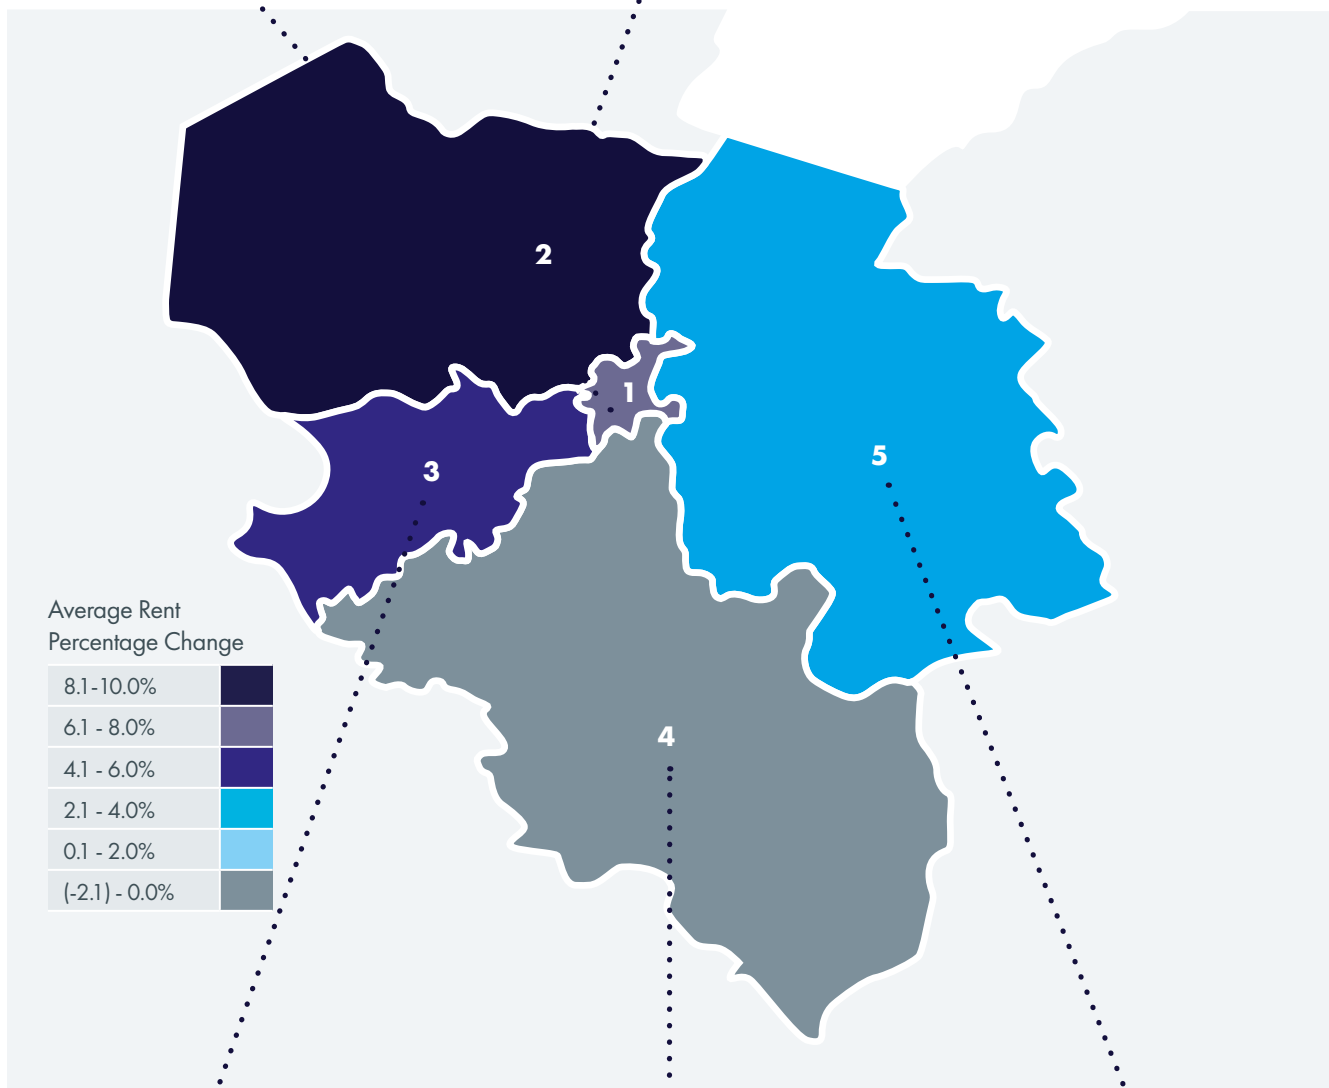 2
1
5
3
Average Rent
Percentage Change
8.1-10.0%
6.1 - 8.0%
4.1 - 6.0%
2.1 - 4.0%
0.1 - 2.0%
(-2.1) - 0.0%
4